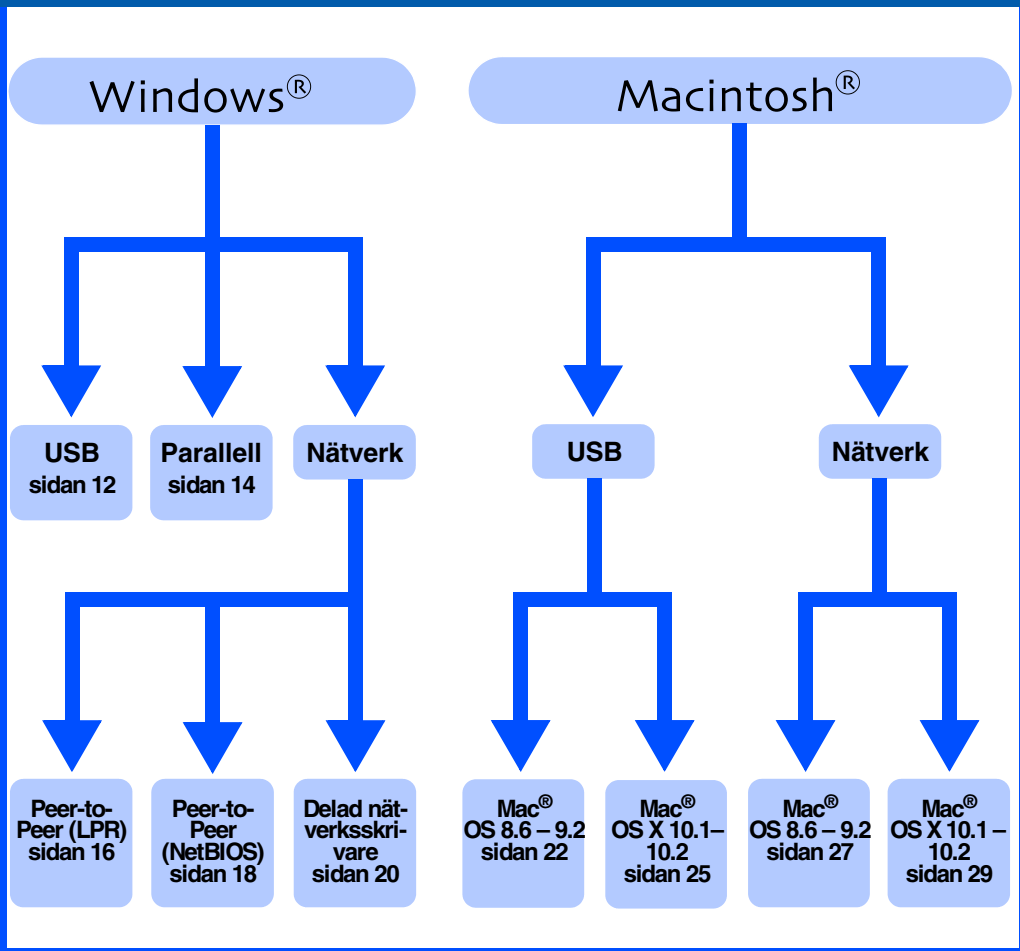 Windows®
Macintosh®
USB
sidan 12
Parallell
sidan 14
Nätverk
USB
Nätverk
Peer-to-
Peer (LPR)
sidan 16
Peer-to-
Peer
(NetBIOS)
sidan 18
Delad nät-
verksskri-
vare
sidan 20
Mac®
OS 8.6 – 9.2
sidan 22
Mac®
OS X 10.1–
10.2
sidan 25
Mac®
OS 8.6 – 9.2
sidan 27
Mac®
OS X 10.1 –
10.2
sidan 29